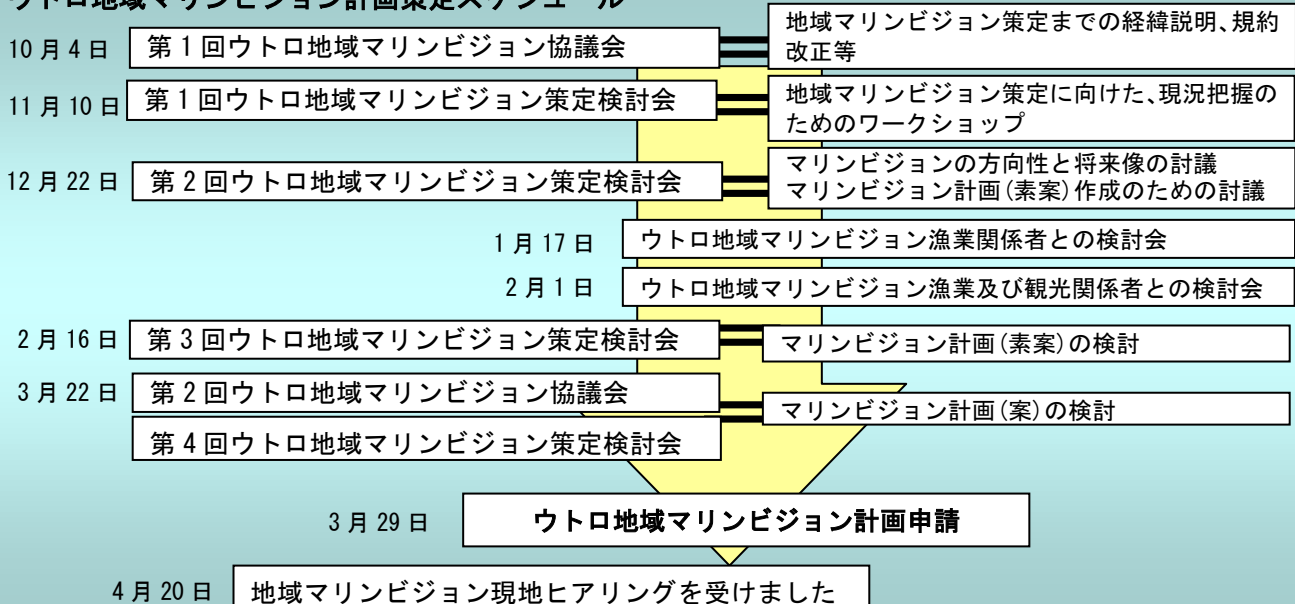 ウトロ地域マリンビジョン計画策定スケジュール
10月4日 第1回ウトロ地域マリンビジョン協議会
地域マリンビジョン策定までの経緯説明、規約
改正等
11月10日 第1回ウトロ地域マリンビジョン策定検討会
地域マリンビジョン策定に向けた、現況把握の
ためのワークショップ
12月22日 第2回ウトロ地域マリンビジョン策定検討会
マリンビジョンの方向性と将来像の討議
マリンビジョン計画(素案)作成のための討議
1月17日 ウトロ地域マリンビジョン漁業関係者との検討会
2月1日 ウトロ地域マリンビジョン漁業及び観光関係者との検討会
2月16日 第3回ウトロ地域マリンビジョン策定検討会
マリンビジョン計画(素案)の検討
3月22日 第2回ウトロ地域マリンビジョン協議会
マリンビジョン計画(案)の検討
第4回ウトロ地域マリンビジョン策定検討会
3月29日 ウトロ地域マリンビジョン計画申請
4月20日 地域マリンビジョン現地ヒアリングを受けました